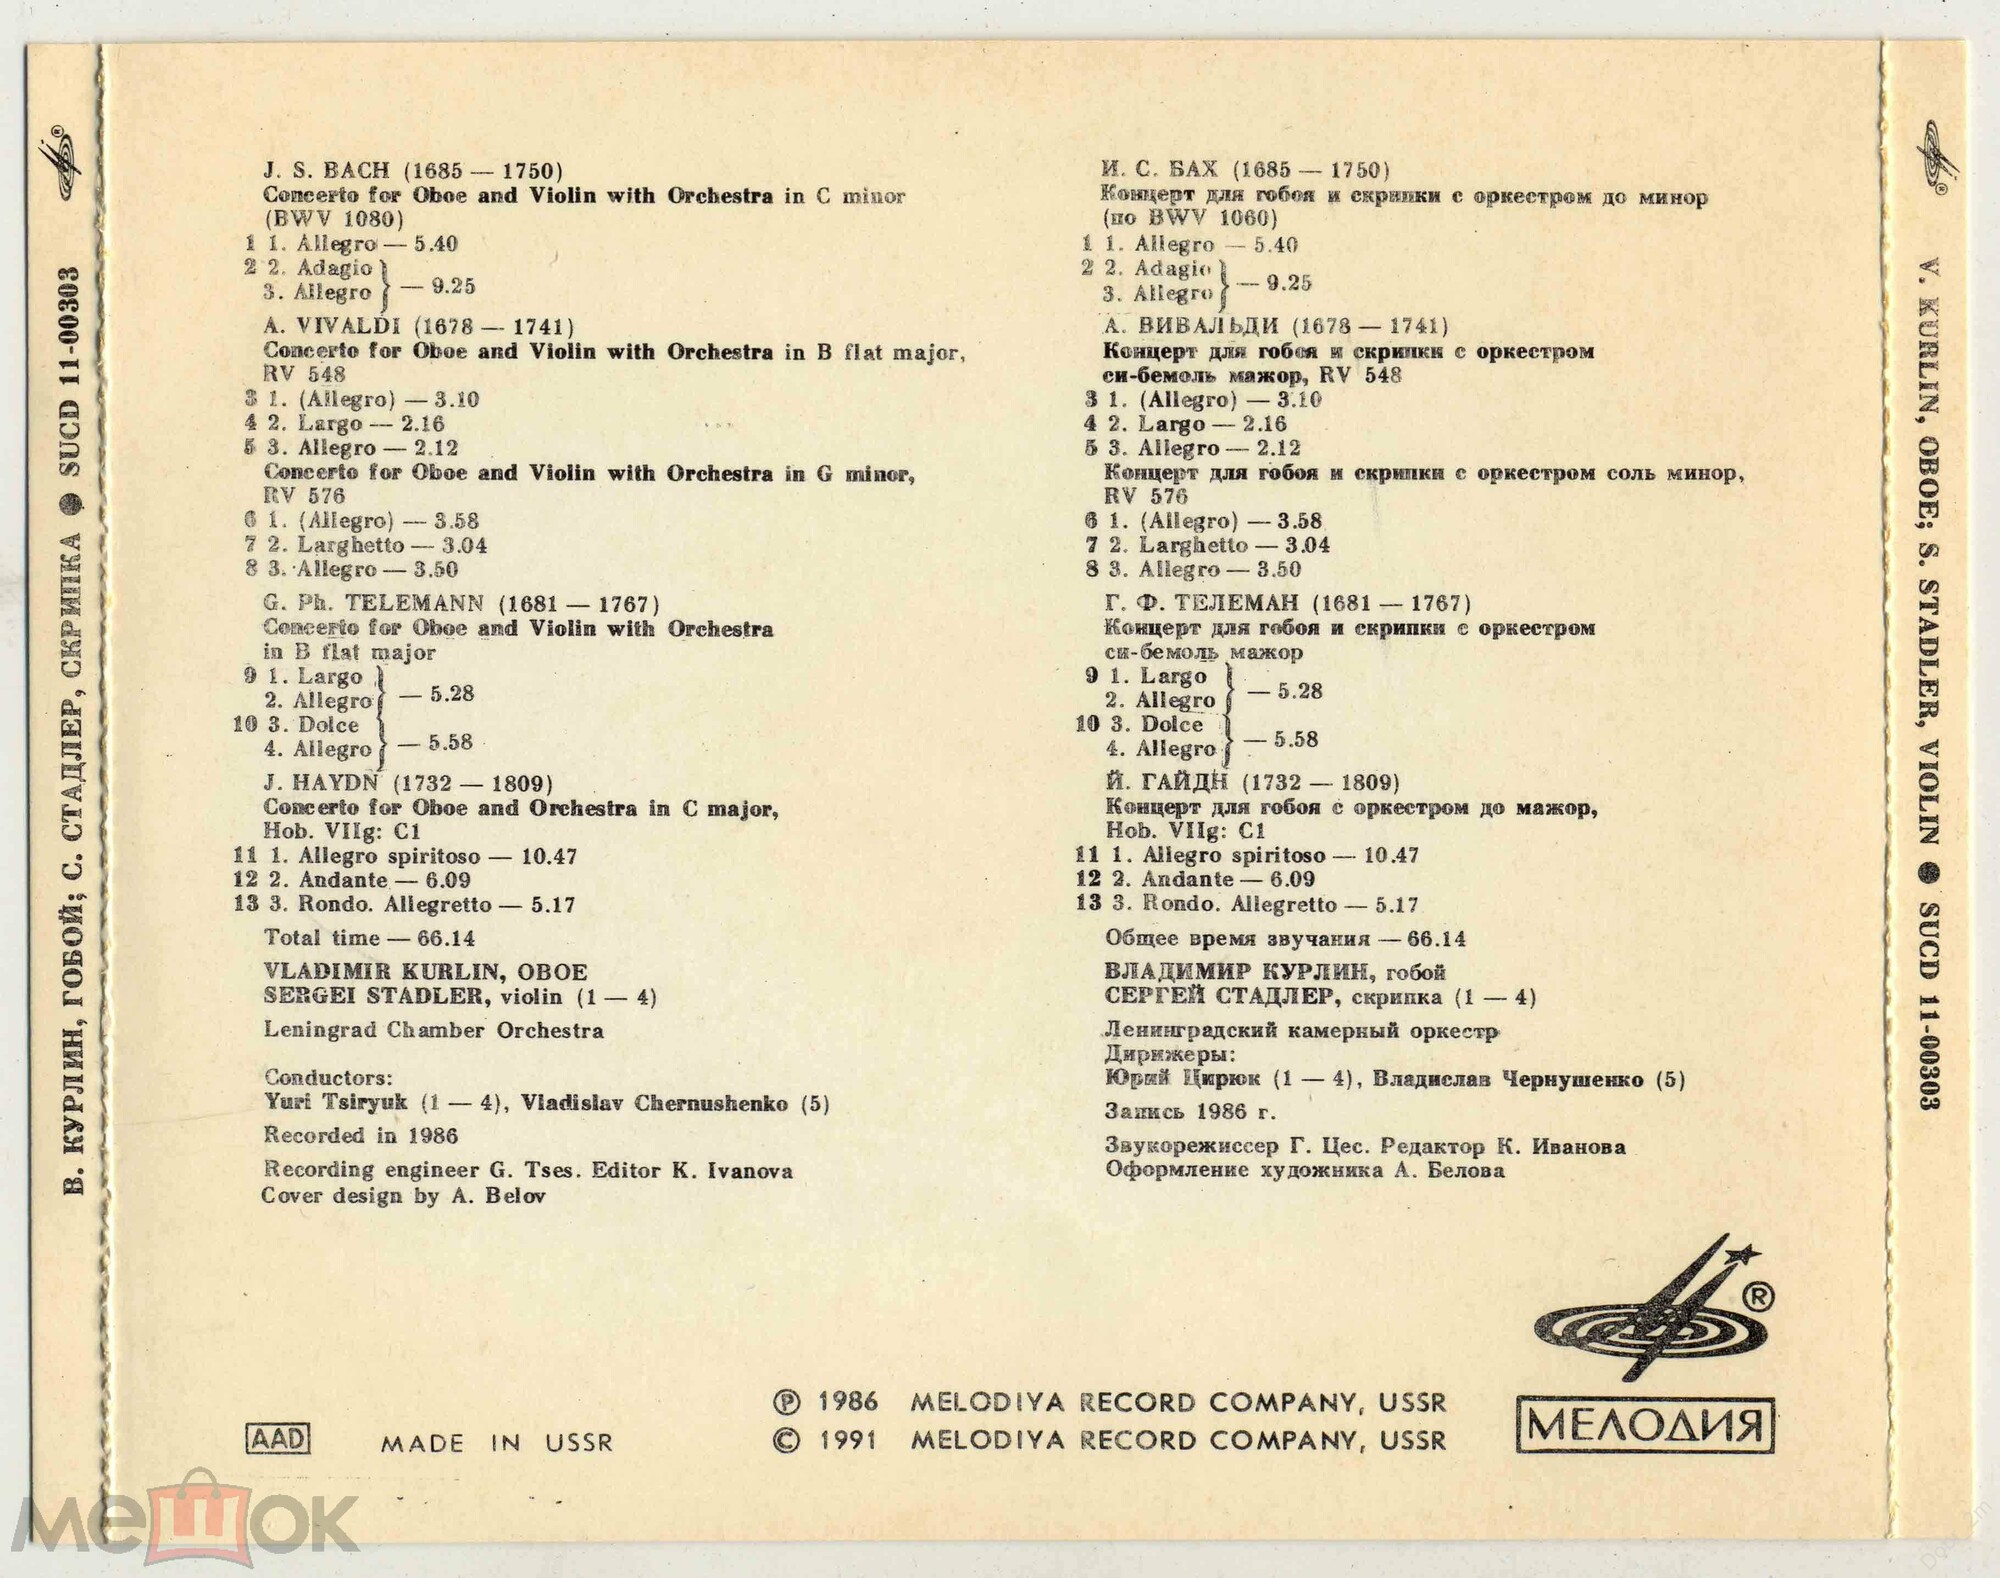 J. S. BACH (1685 — 1750)
Concerto for Oboe and Violin with Orchestra in C minor
(BWV 1080)
1 1. Allegro — 5.40
2 2. Adagio
3. Allegro } — 9.25
A. VIVALDI (1678 — 1741)
Concerto for Oboe and Violin with Orchestra in B flat major,
RV 548
3 1. (Allegro) — 3.10
4 2. Largo — 2.16
5 3. Allegro — 2.12
Concerto for Oboe and Violin with Orchestra in G minor,
RV 576
6 1. (Allegro) — 3.58
7 2. Larghetto — 3.04
8 3. Allegro — 3.50
G. Ph. TELEMANN (1681 — 1767)
Concerto for Oboe and Violin with Orchestra
in B flat major
9 1. Largo
2. Allegro } — 5.28
10 3. Dolce
4. Allegro } — 5.58
J. HAYDN (1732 — 1809)
Concerto for Oboe and Orchestra in C major,
Hob. VIIg: C1
11 1. Allegro spiritoso — 10.47
12 2. Andante — 6.09
13 3. Rondo. Allegretto — 5.17
Total time — 66.14
VLADIMIR KURLIN, OBOE
SERGEI STADLER, violin (1 — 4)
Leningrad Chamber Orchestra
Conductors:
Yuri Tsiryuk (1 — 4), Vladislav Chernushenko (5)
Recorded in 1986
Recording engineer G. Tses. Editor K. Ivanova
Cover design by A. Belov
И. С. БАХ (1685 — 1750)
Концерт для гобоя и скрипки с оркестром до минор
(по BWV 1060)
1 1. Allegro — 5.40
2 2. Adagio
3. Allegro } — 9.25
А. ВИВАЛЬДИ (1678 — 1741)
Концерт для гобоя и скрипки с оркестром
си-бемоль мажор, RV 548
3 1. (Allegro) — 3.10
4 2. Largo — 2.16
5 3. Allegro — 2.12
Концерт для гобоя и скрипки с оркестром соль минор,
RV 576
6 1. (Allegro) — 3.58
7 2. Larghetto — 3.04
8 3. Allegro — 3.50
Г. Ф. ТЕЛЕМАН (1681 — 1767)
Концерт для гобоя и скрипки с оркестром
си-бемоль мажор
9 1. Largo
2. Allegro } — 5.28
10 3. Dolce
4. Allegro } — 5.58
Й. ГАЙДН (1732 — 1809)
Концерт для гобоя с оркестром до мажор,
Hob. VIIg: C1
11 1. Allegro spiritoso — 10.47
12 2. Andante — 6.09
13 3. Rondo. Allegretto — 5.17
Общее время звучания — 66.14
ВЛАДИМИР КУРЛИН, гобой
СЕРГЕЙ СТАДЛЕР, скрипка (1 — 4)
Ленинградский камерный оркестр
Дирижеры:
Юрий Цирюк (1 — 4), Владислав Чернушенко (5)
Запись 1986 г.
Звукорежиссер Г. Цес. Редактор К. Иванова
Оформление художника А. Белова
В. КУРЛИН, ГОБОЙ; С. СТАДЛЕР, СКРИПКА ● SUCD 11-00303 ®
® V. KURLIN, OBOE; S. STADLER, VIOLIN ● SUCD 11-00303
®
МЕЛОДИЯ
AAD MADE IN USSR
℗ 1986 MELODIYA RECORD COMPANY, USSR
© 1991 MELODIYA RECORD COMPANY, USSR
мешок